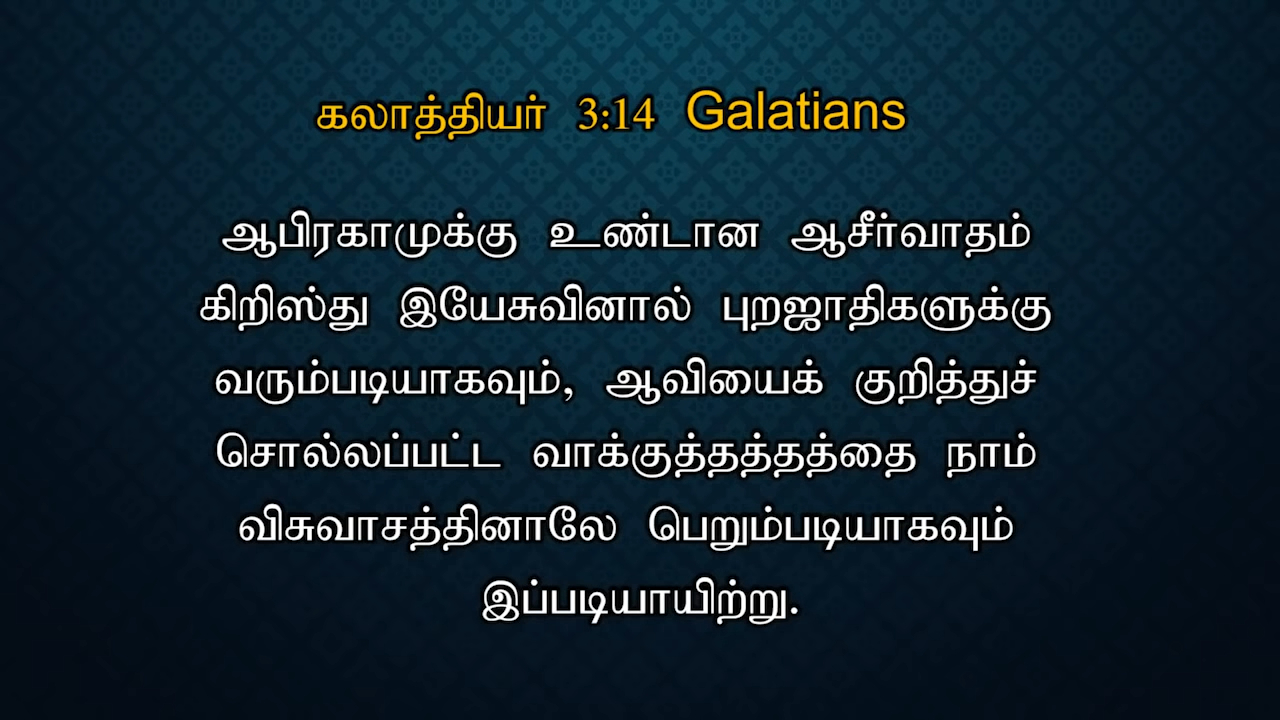 கலாத்தியர் 3:14 Galatians
ஆபிரகாமுக்கு உண்டான ஆசீர்வாதம்
கிறிஸ்து இயேசுவினால் புறஜாதிகளுக்கு
வரும்படியாகவும், ஆவியைக் குறித்துச்
சொல்லப்பட்ட வாக்குத்தத்தத்தை நாம்
விசுவாசத்தினாலே பெறும்படியாகவும்
இப்படியாயிற்று.